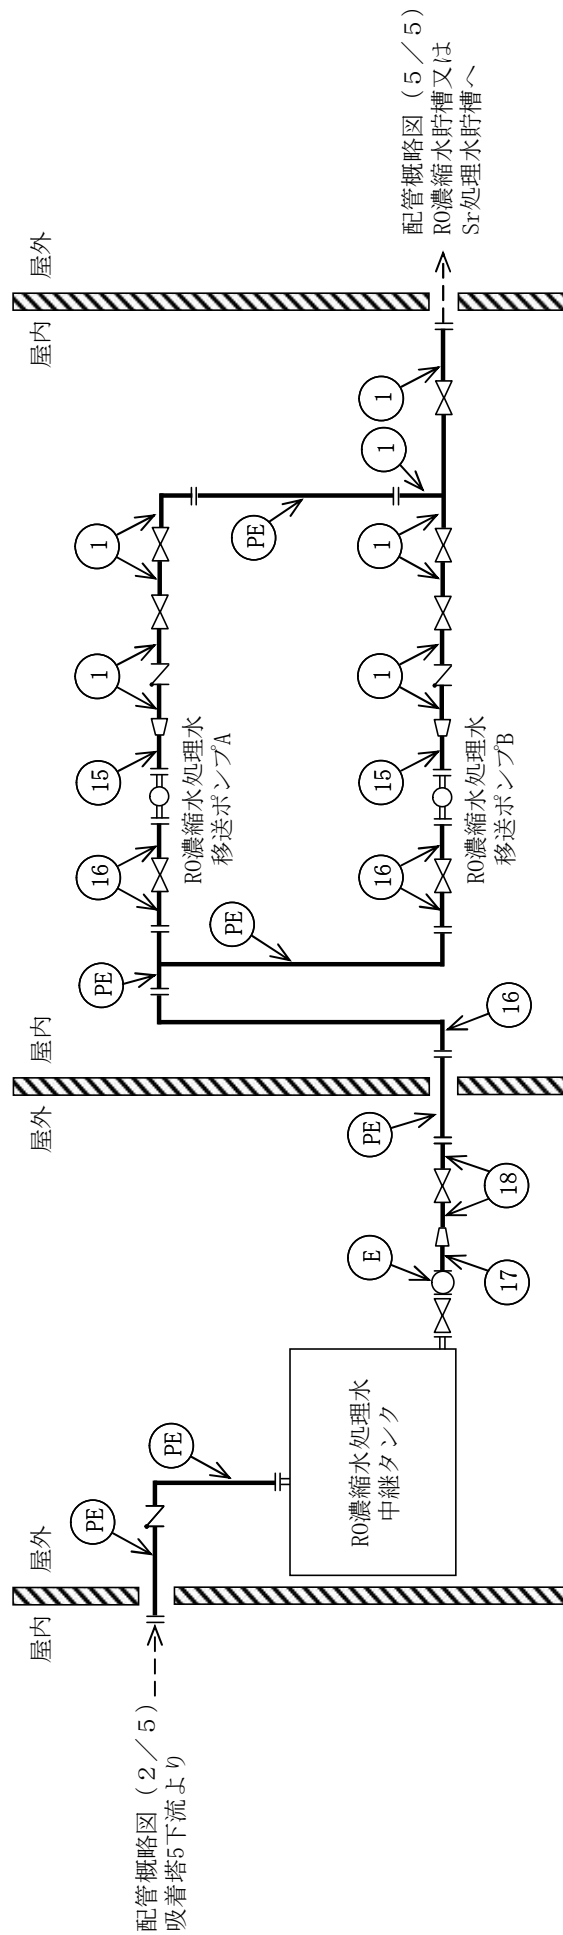 配管概略図（２／５）
吸着塔5下流より
屋内
屋外
PE
PE
RO濃縮水処理水
中継タンク
E
17
18
PE
屋外
屋内
16
PE
PE
16
15
RO濃縮水処理水
移送ポンプA
1
1
PE
16
15
RO濃縮水処理水
移送ポンプB
1
1
1
1
屋内
屋外
配管概略図（５／５）
RO濃縮水貯槽又は
Sr処理水貯槽へ